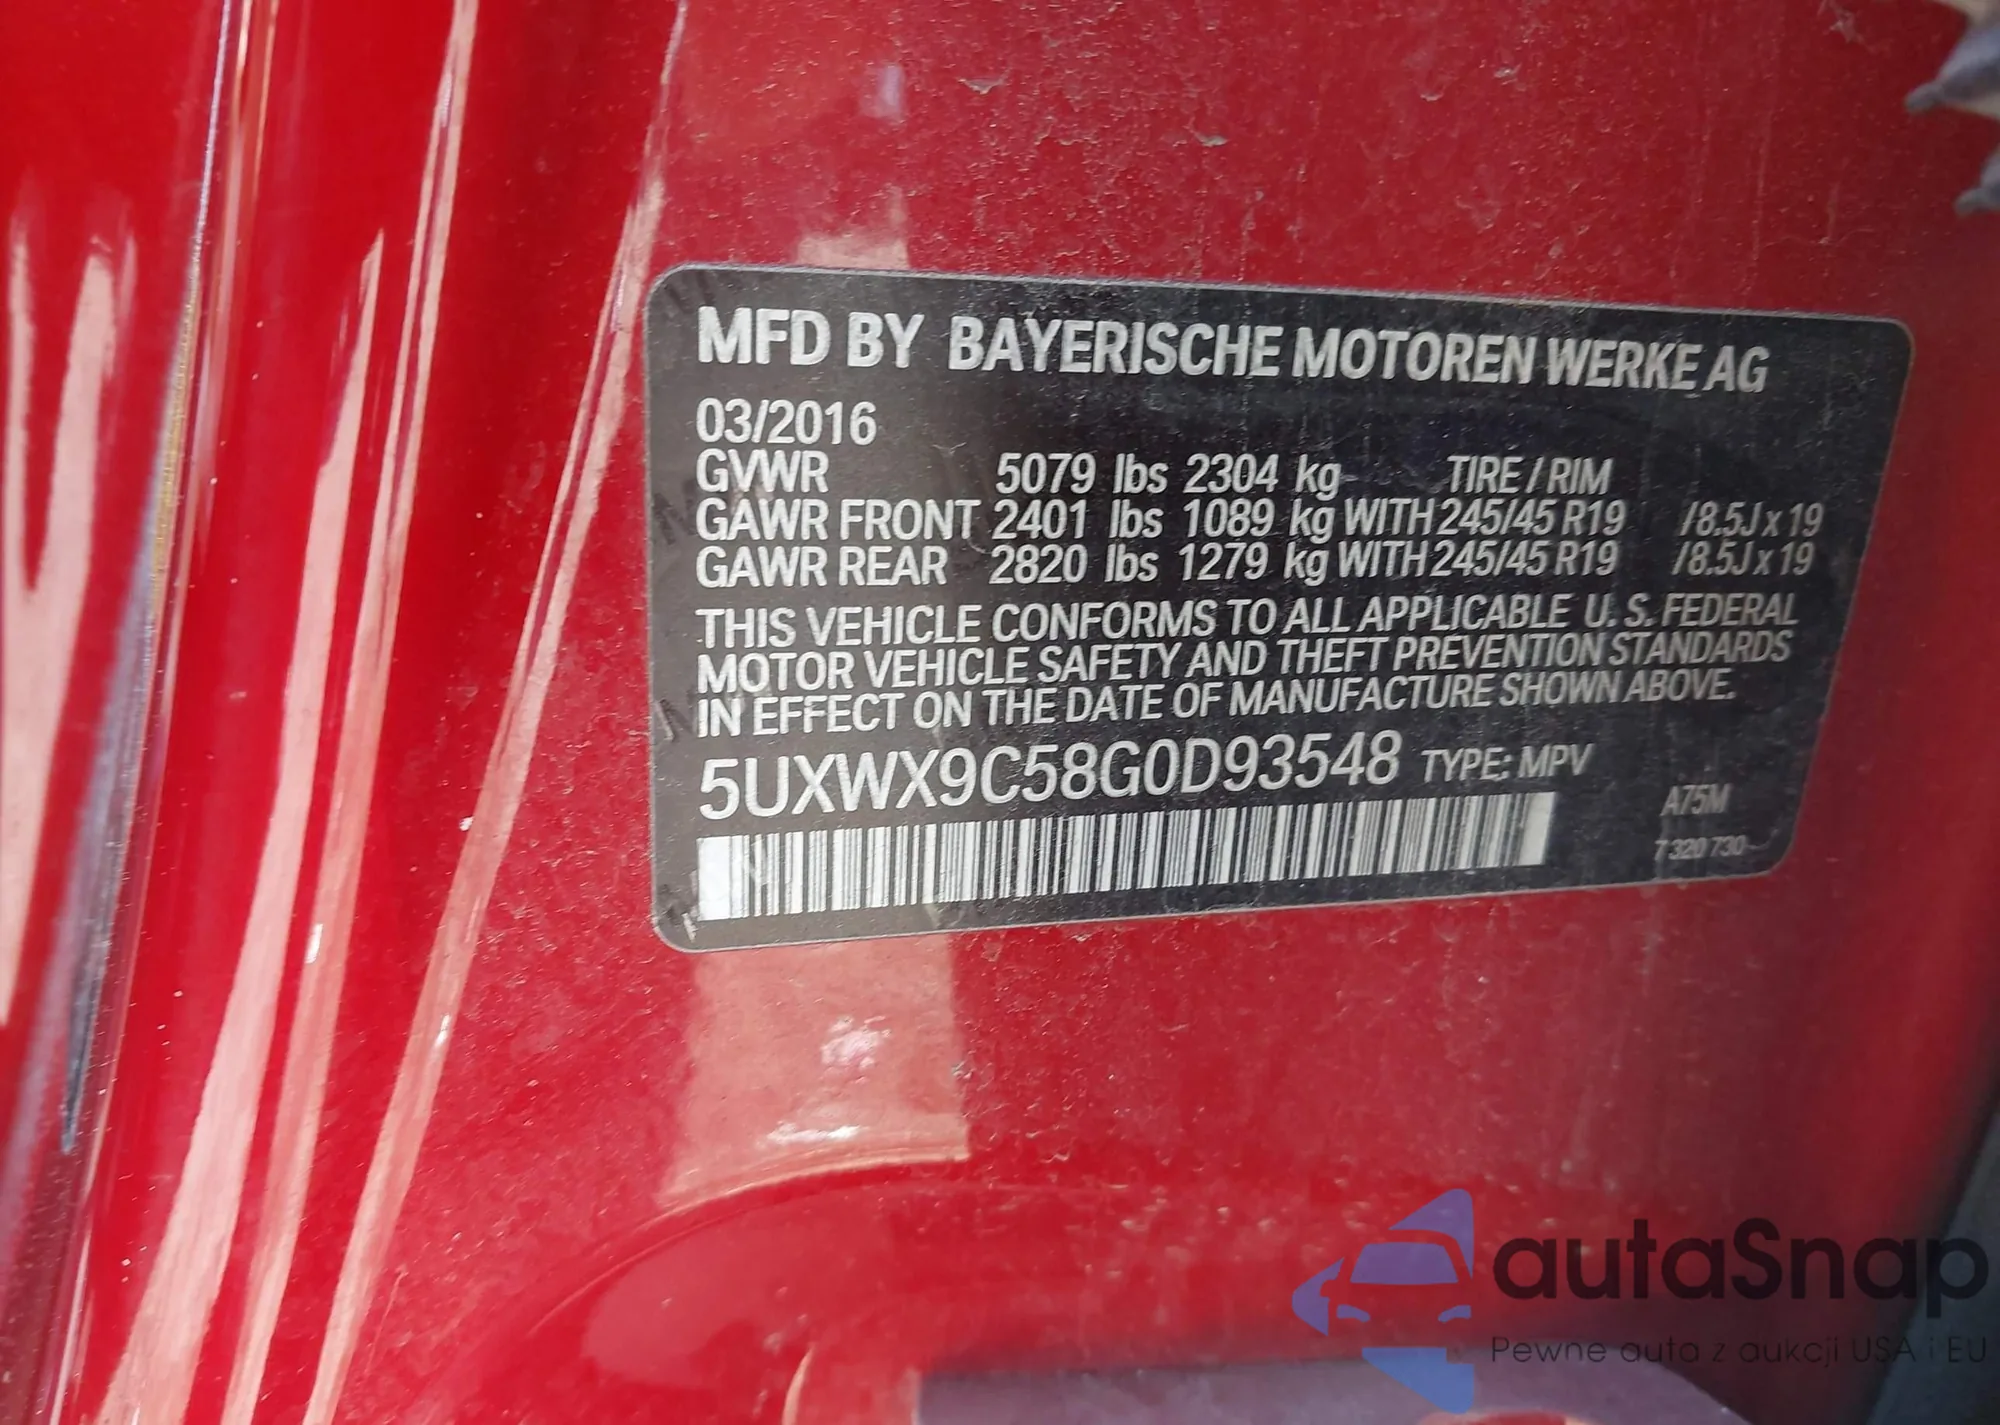 MFD BY BAYERISCHE MOTOREN WERKE AG
03/2016
GVWR 5079 lbs 2304 kg TIRE / RIM
GAWR FRONT 2401 lbs 1089 kg WITH 245/45 R19 /8.5J x 19
GAWR REAR 2820 lbs 1279 kg WITH 245/45 R19 /8.5J x 19
THIS VEHICLE CONFORMS TO ALL APPLICABLE U. S. FEDERAL
MOTOR VEHICLE SAFETY AND THEFT PREVENTION STANDARDS
IN EFFECT ON THE DATE OF MANUFACTURE SHOWN ABOVE.
5UXWX9C58G0D93548 TYPE: MPV
A75M
7 320 730
autaSnap
Pewne auta z aukcji USA i EU